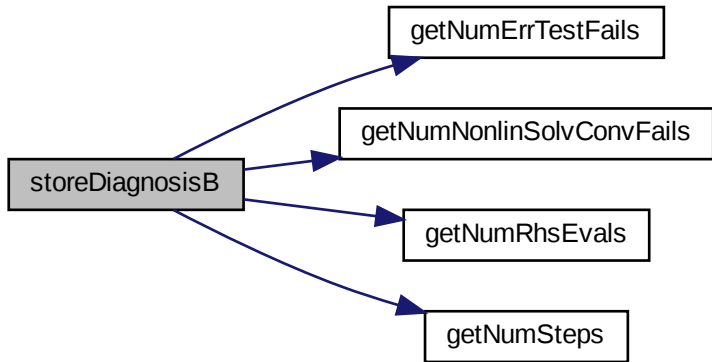 getNumErrTestFails
getNumNonlinSolvConvFails
storeDiagnosisB
getNumRhsEvals
getNumSteps